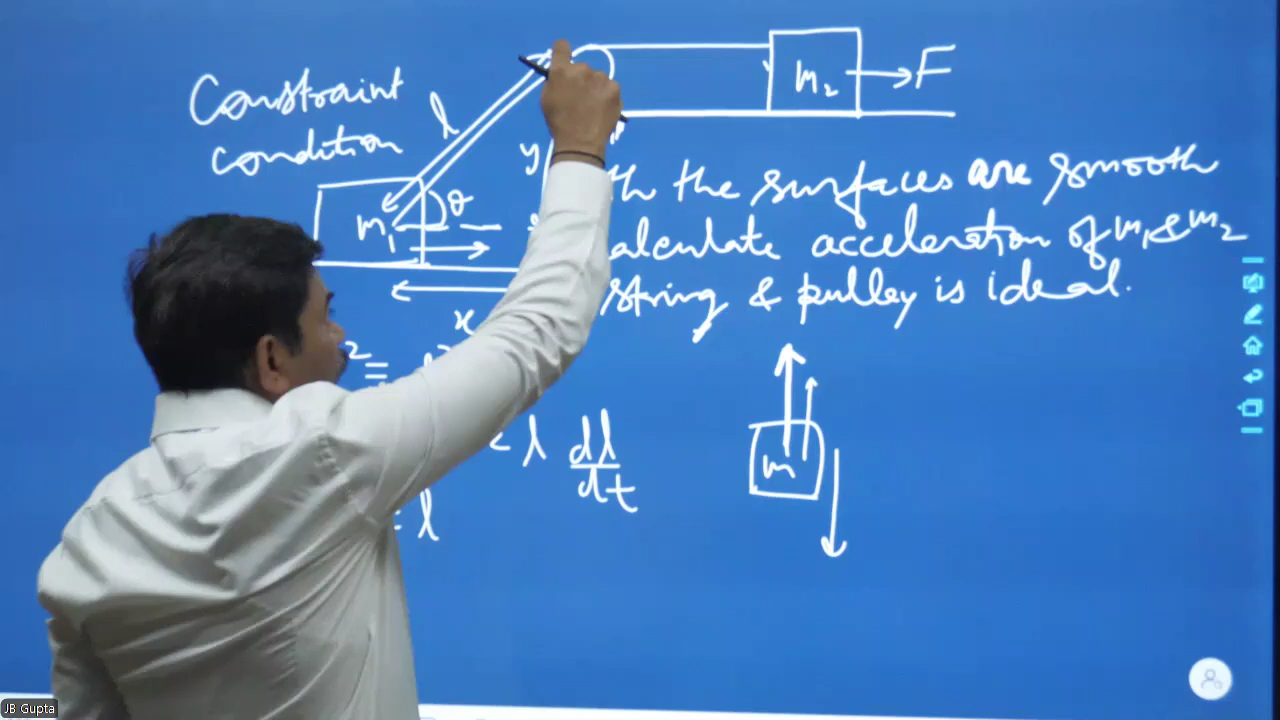 Constraint
condition
l
m₂ → F
y
m₁ θ
x
the surfaces are smooth
alculate acceleration of m₁ & m₂
string & pulley is ideal.
2 =
l dl/dt
= l
m
JB Gupta